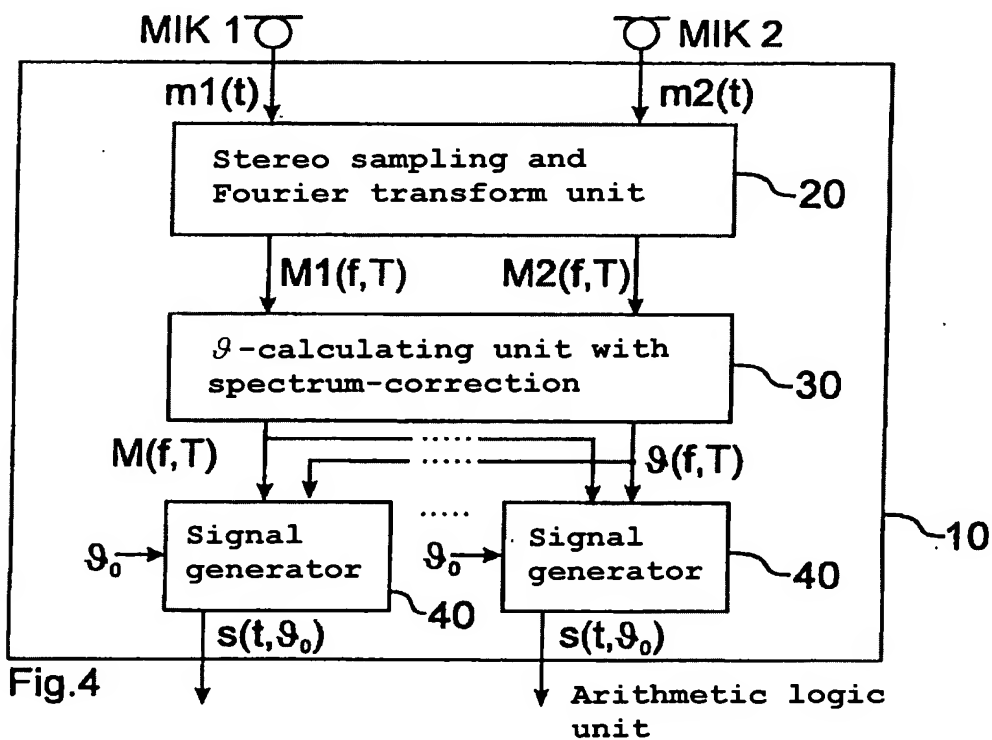 MIK 1
MIK 2
m1(t)
m2(t)
Stereo sampling and
Fourier transform unit
20
M1(f,T)
M2(f,T)
ϑ-calculating unit with
spectrum-correction
30
M(f,T)
ϑ(f,T)
Signal
generator
Signal
generator
ϑ₀
ϑ₀
40
40
10
s(t,ϑ₀)
s(t,ϑ₀)
Fig.4
Arithmetic logic
unit